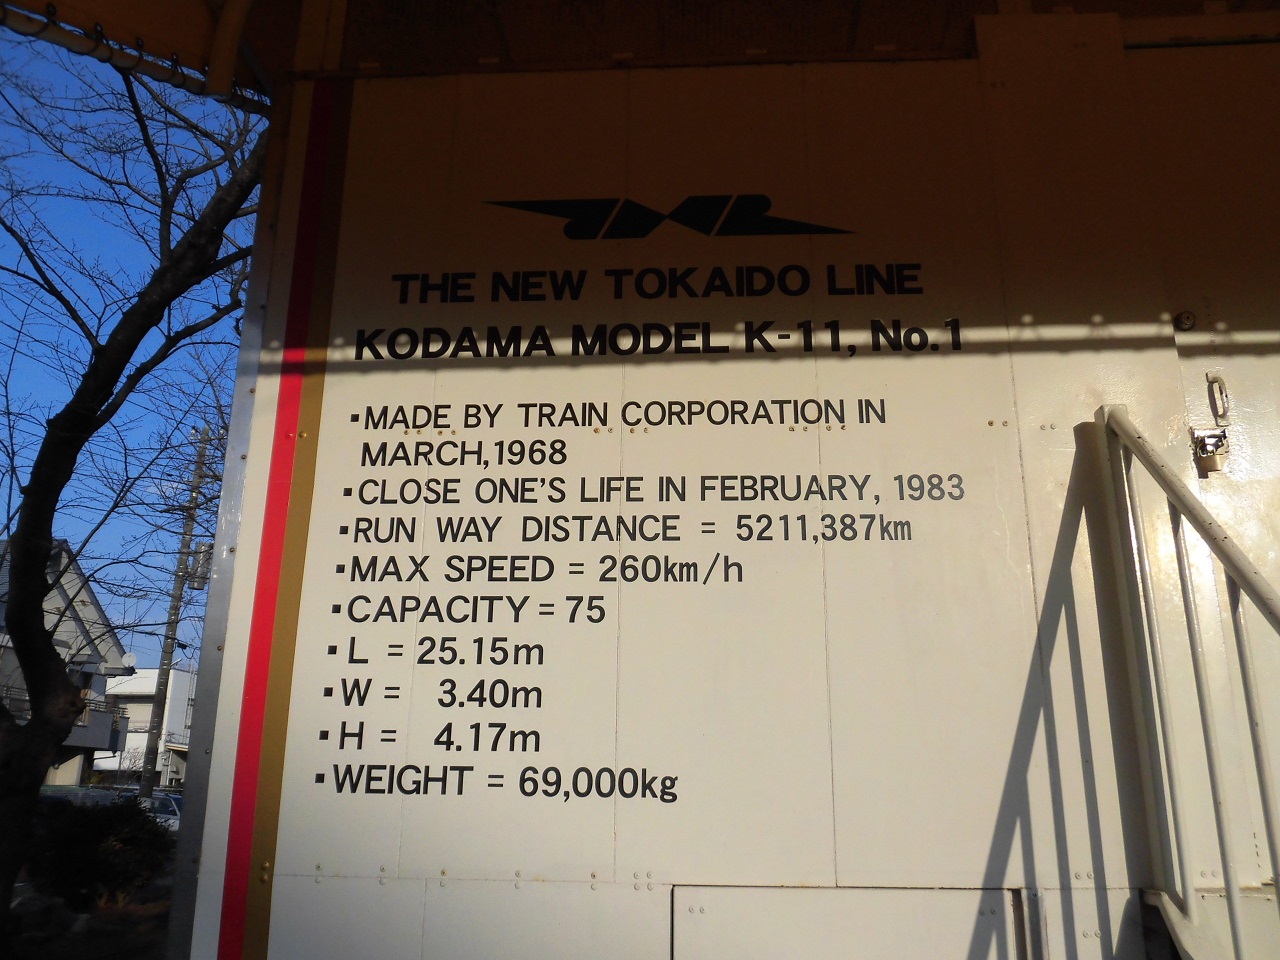 THE NEW TOKAIDO LINE
KODAMA MODEL K-11, No.1
▪MADE BY TRAIN CORPORATION IN
MARCH,1968
▪CLOSE ONE'S LIFE IN FEBRUARY, 1983
▪RUN WAY DISTANCE = 5211,387km
▪MAX SPEED = 260km/h
▪CAPACITY = 75
▪L = 25.15m
▪W = 3.40m
▪H = 4.17m
▪WEIGHT = 69,000kg